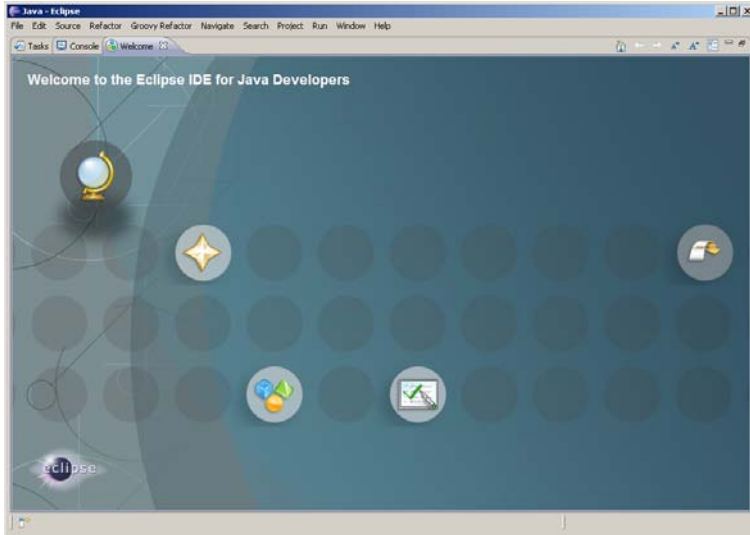 Java - Eclipse
File Edit Source Refactor Groovy Refactor Navigate Search Project Run Window Help
Tasks Console Welcome
Welcome to the Eclipse IDE for Java Developers
eclipse